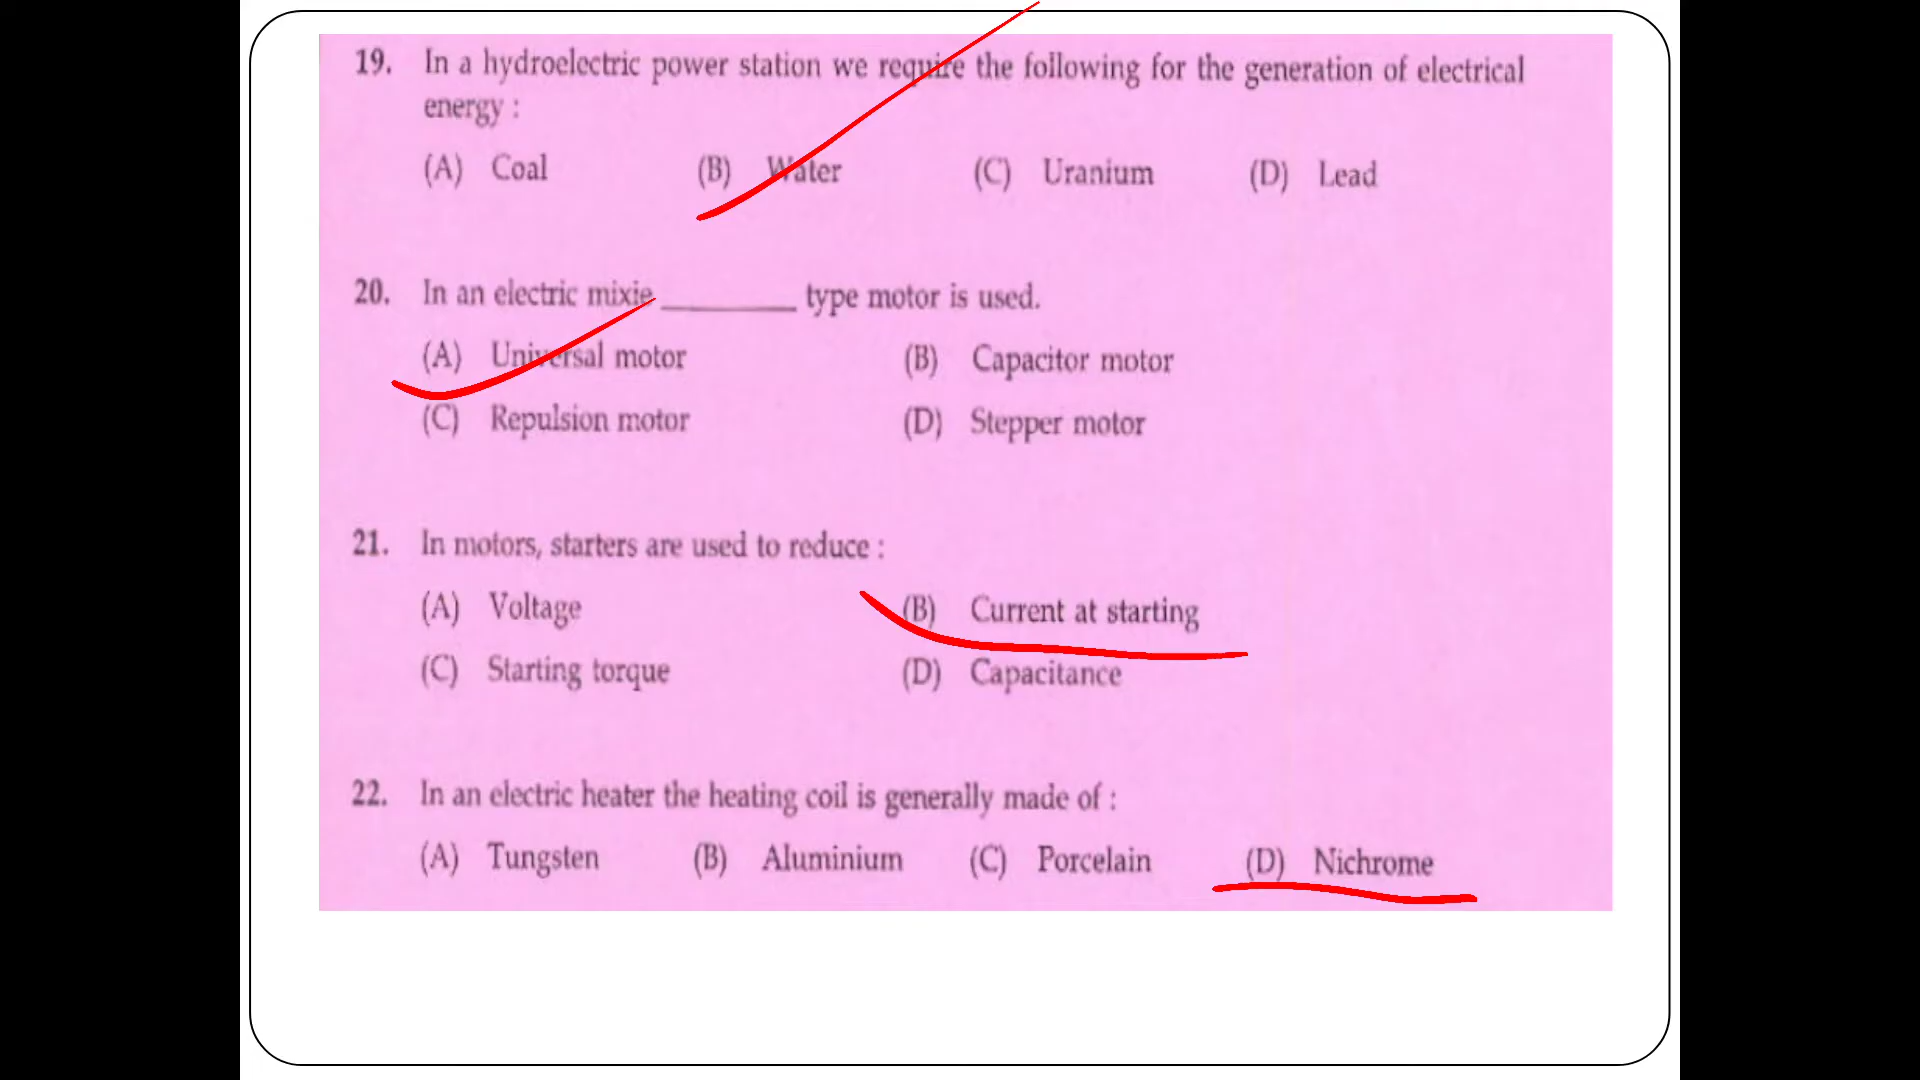 19. In a hydroelectric power station we require the following for the generation of electrical
energy :
(A) Coal (B) Water (C) Uranium (D) Lead
20. In an electric mixie ________ type motor is used.
(A) Universal motor (B) Capacitor motor
(C) Repulsion motor (D) Stepper motor
21. In motors, starters are used to reduce :
(A) Voltage (B) Current at starting
(C) Starting torque (D) Capacitance
22. In an electric heater the heating coil is generally made of :
(A) Tungsten (B) Aluminium (C) Porcelain (D) Nichrome